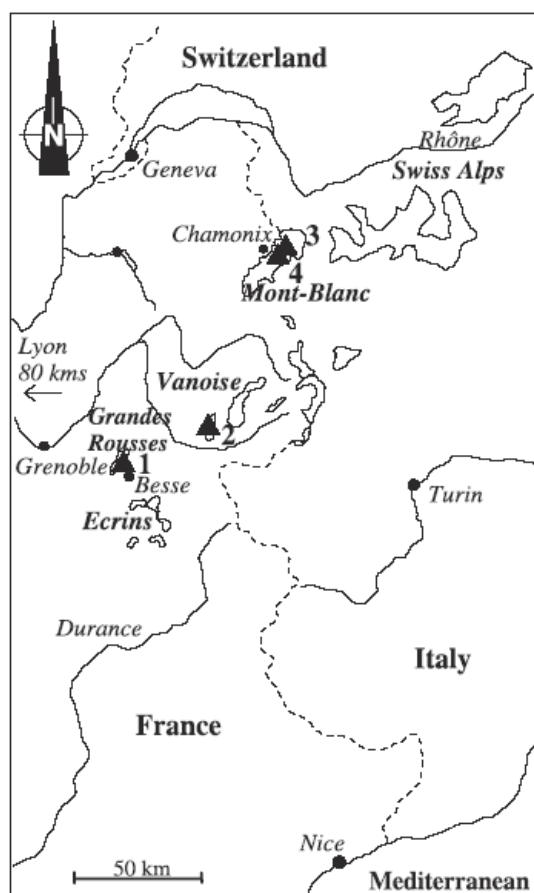 Switzerland
N
Rhône
Geneva
Swiss Alps
Chamonix
3
4
Mont-Blanc
Lyon
80 kms
Vanoise
Grandes
Rousses
2
Grenoble
1
Besse
Turin
Ecrins
Durance
Italy
France
Nice
50 km
Mediterranean